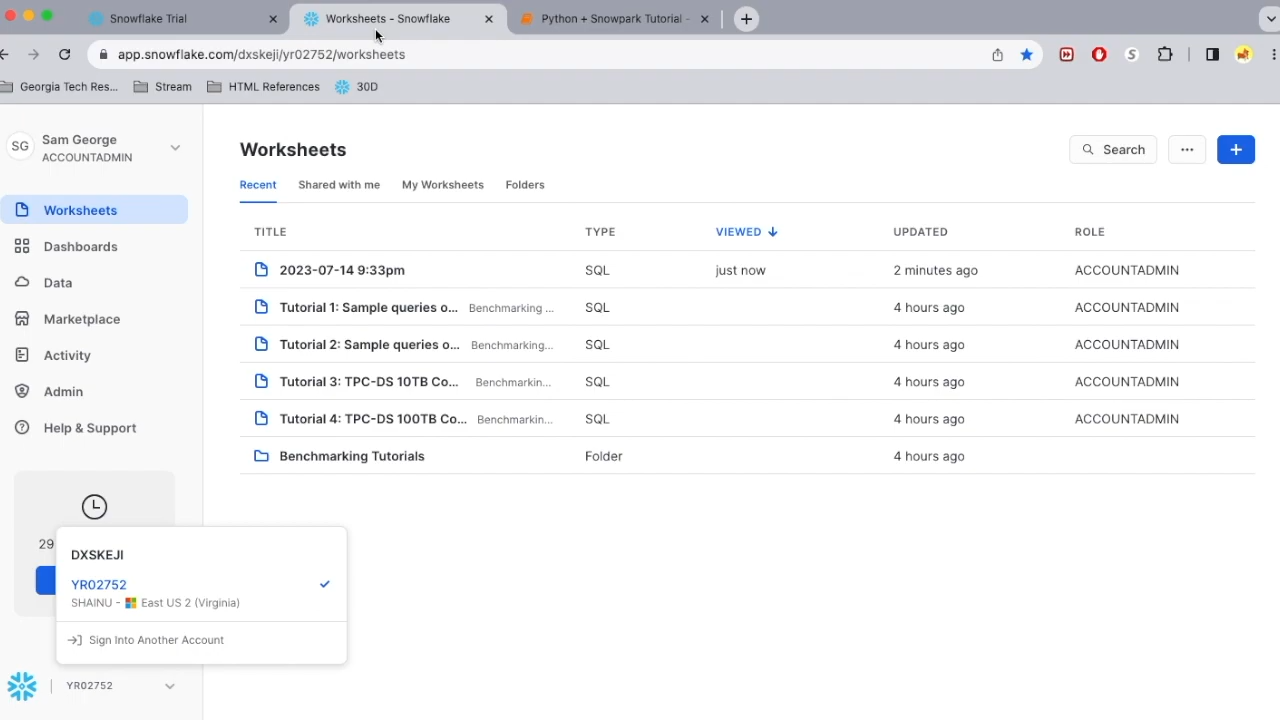 Snowflake Trial
Worksheets - Snowflake
Python + Snowpark Tutorial -
app.snowflake.com/dxskeji/yr02752/worksheets
Georgia Tech Res...
Stream
HTML References
30D
SG
Sam George
ACCOUNTADMIN
Worksheets
Dashboards
Data
Marketplace
Activity
Admin
Help & Support
29
DXSKEJI
YR02752
SHAINU - East US 2 (Virginia)
Sign Into Another Account
YR02752
Worksheets
Search
Recent Shared with me My Worksheets Folders
TITLE TYPE VIEWED UPDATED ROLE
2023-07-14 9:33pm SQL just now 2 minutes ago ACCOUNTADMIN
Tutorial 1: Sample queries o... Benchmarking ... SQL 4 hours ago ACCOUNTADMIN
Tutorial 2: Sample queries o... Benchmarking... SQL 4 hours ago ACCOUNTADMIN
Tutorial 3: TPC-DS 10TB Co... Benchmarkin... SQL 4 hours ago ACCOUNTADMIN
Tutorial 4: TPC-DS 100TB Co... Benchmarkin... SQL 4 hours ago ACCOUNTADMIN
Benchmarking Tutorials Folder 4 hours ago